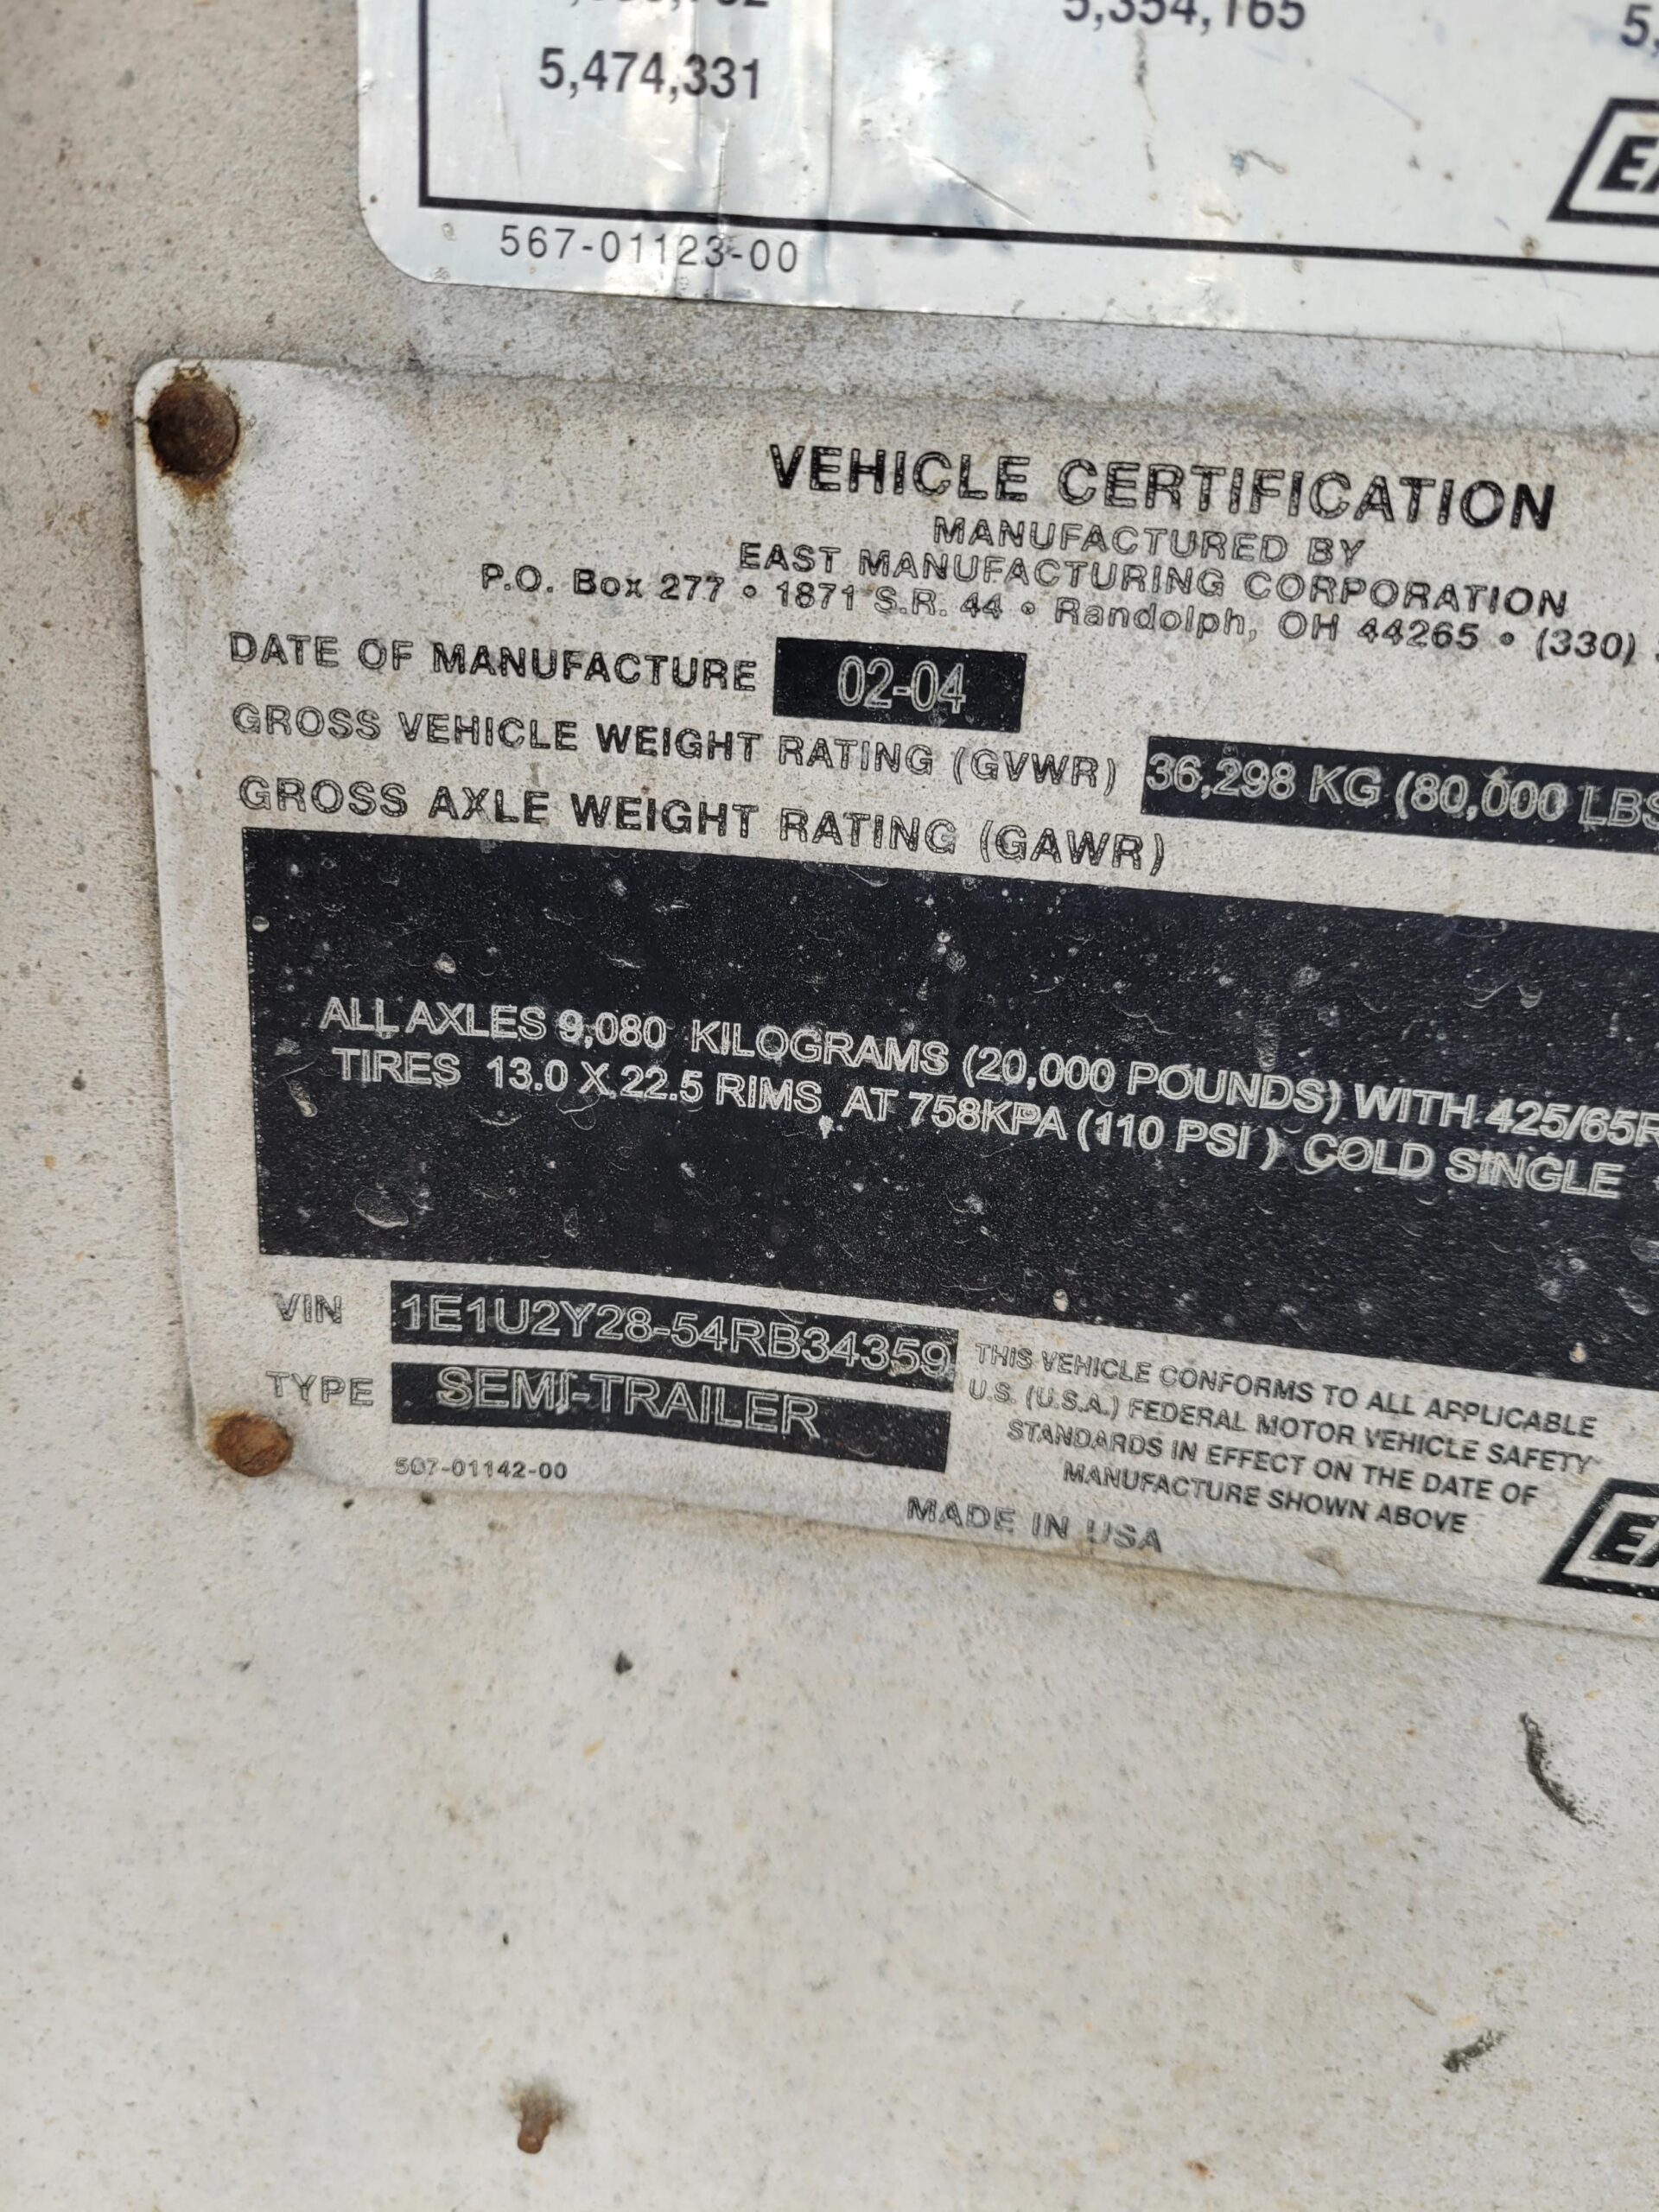 5,354,165
5,474,331
567-01123-00
VEHICLE CERTIFICATION
MANUFACTURED BY
EAST MANUFACTURING CORPORATION
P.O. Box 277 • 1871 S.R. 44 • Randolph, OH 44265 • (330)
DATE OF MANUFACTURE 02-04
GROSS VEHICLE WEIGHT RATING (GVWR) 36,298 KG (80,000 LBS
GROSS AXLE WEIGHT RATING (GAWR)
ALL AXLES 9,080 KILOGRAMS (20,000 POUNDS) WITH 425/65R
TIRES 13.0 X 22.5 RIMS AT 758KPA (110 PSI ) COLD SINGLE
VIN 1E1U2Y28-54RB34359
TYPE SEMI-TRAILER
THIS VEHICLE CONFORMS TO ALL APPLICABLE
U.S. (U.S.A.) FEDERAL MOTOR VEHICLE SAFETY
STANDARDS IN EFFECT ON THE DATE OF
MANUFACTURE SHOWN ABOVE
507-01142-00
MADE IN USA